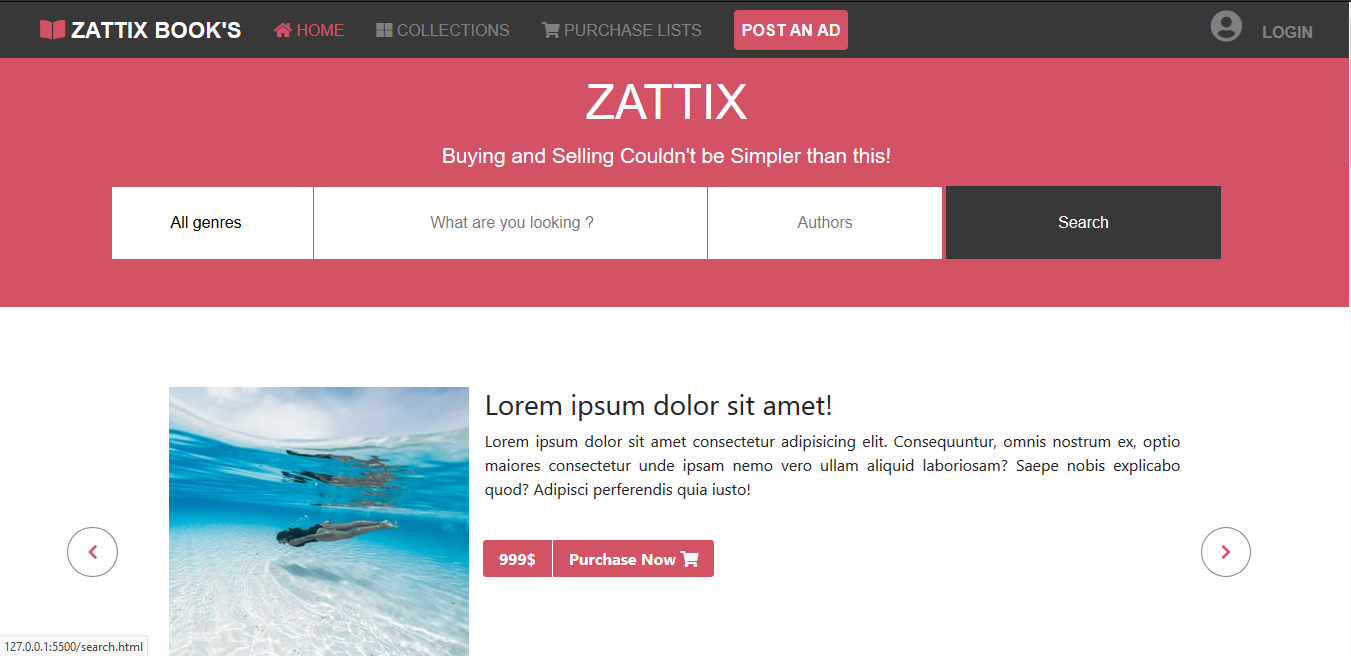 ZATTIX BOOK'S HOME COLLECTIONS PURCHASE LISTS POST AN AD LOGIN
ZATTIX
Buying and Selling Couldn't be Simpler than this!
All genres What are you looking ? Authors Search
Lorem ipsum dolor sit amet!
Lorem ipsum dolor sit amet consectetur adipisicing elit. Consequuntur, omnis nostrum ex, optio
maiores consectetur unde ipsam nemo vero ullam aliquid laboriosam? Saepe nobis explicabo
quod? Adipisci perferendis quia iusto!
999$ Purchase Now
127.0.0.1:5500/search.html